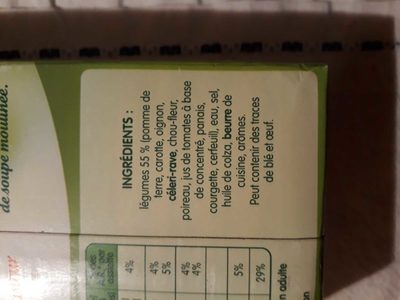 de soupe moulinée.
INGRÉDIENTS :
légumes 55 % (pomme de
terre, carotte, oignon,
céleri-rave, chou-fleur,
poireau, jus de tomates à base
de concentré, panais,
courgette, cerfeuil), eau, sel,
huile de colza, beurre de
cuisine, arômes.
Peut contenir des traces
de blé et œuf.
4%
4%
5%
4%
4%
5%
29%
adulte